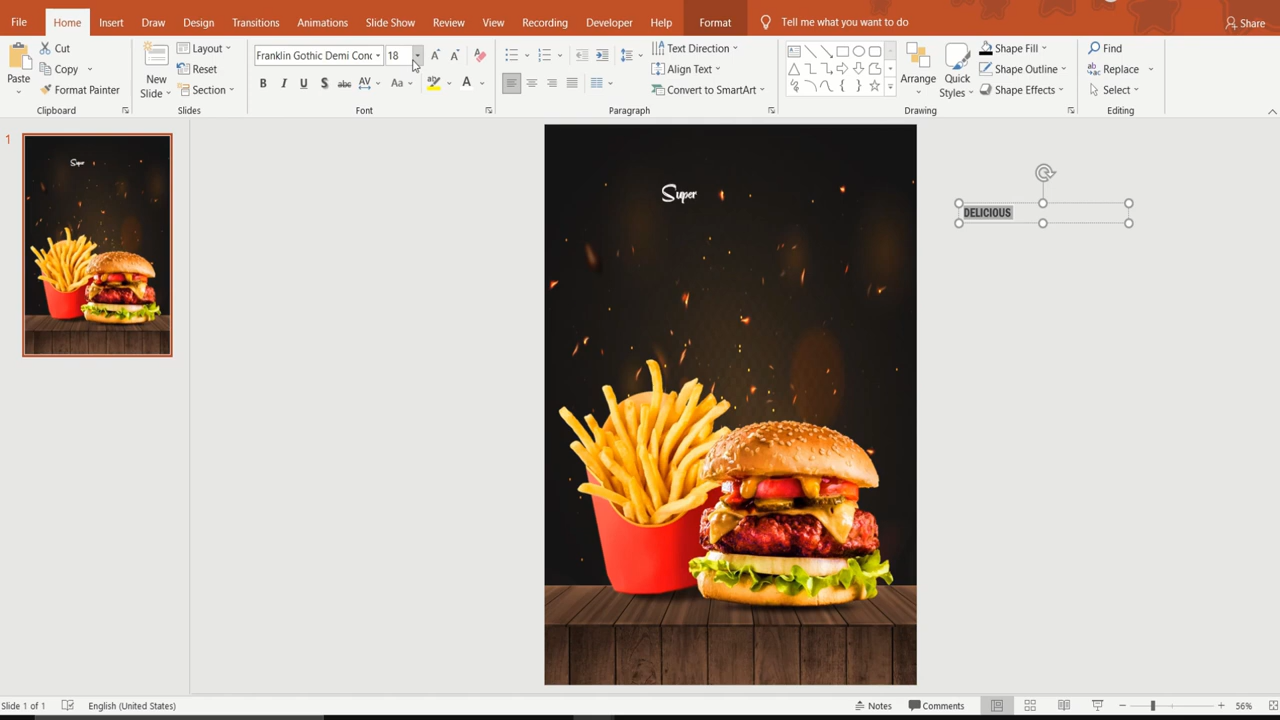 File Home Insert Draw Design Transitions Animations Slide Show Review View Recording Developer Help Format Tell me what you want to do Share
Paste Cut Copy Format Painter Clipboard
New Slide Layout Reset Section Slides
Franklin Gothic Demi Conc 18 A A
B I U S abc AV Aa A Font
Text Direction Align Text Convert to SmartArt Paragraph
Arrange Quick Styles Shape Fill Shape Outline Shape Effects Drawing
Find Replace Select Editing
1
Super
Super
DELICIOUS
Slide 1 of 1 English (United States) Notes Comments 56%